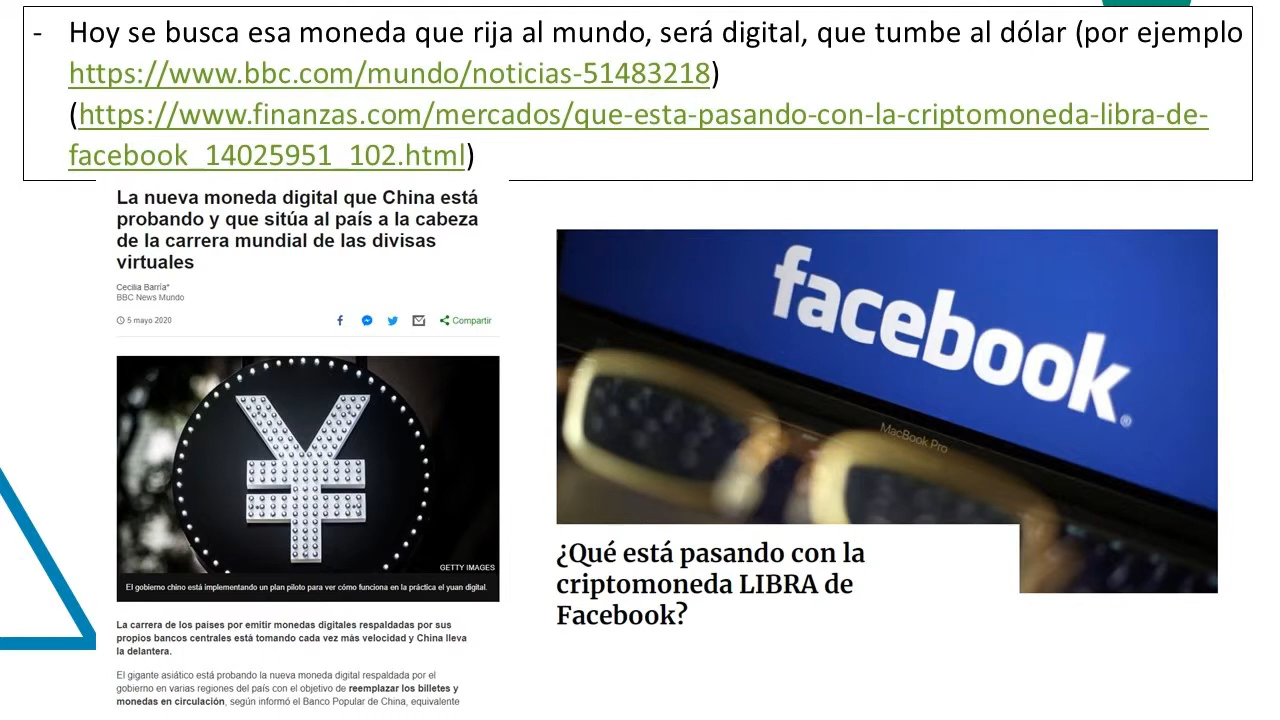 - Hoy se busca esa moneda que rija al mundo, será digital, que tumbe al dólar (por ejemplo
https://www.bbc.com/mundo/noticias-51483218)
(https://www.finanzas.com/mercados/que-esta-pasando-con-la-criptomoneda-libra-de-
facebook_14025951_102.html)
La nueva moneda digital que China está
probando y que sitúa al país a la cabeza
de la carrera mundial de las divisas
virtuales
Cecilia Barría*
BBC News Mundo
5 mayo 2020
Compartir
GETTY IMAGES
El gobierno chino está implementando un plan piloto para ver cómo funciona en la práctica el yuan digital.
La carrera de los países por emitir monedas digitales respaldadas por sus
propios bancos centrales está tomando cada vez más velocidad y China lleva
la delantera.
El gigante asiático está probando la nueva moneda digital respaldada por el
gobierno en varias regiones del país con el objetivo de reemplazar los billetes y
monedas en circulación, según informó el Banco Popular de China, equivalente
facebook®
MacBook Pro
¿Qué está pasando con la
criptomoneda LIBRA de
Facebook?